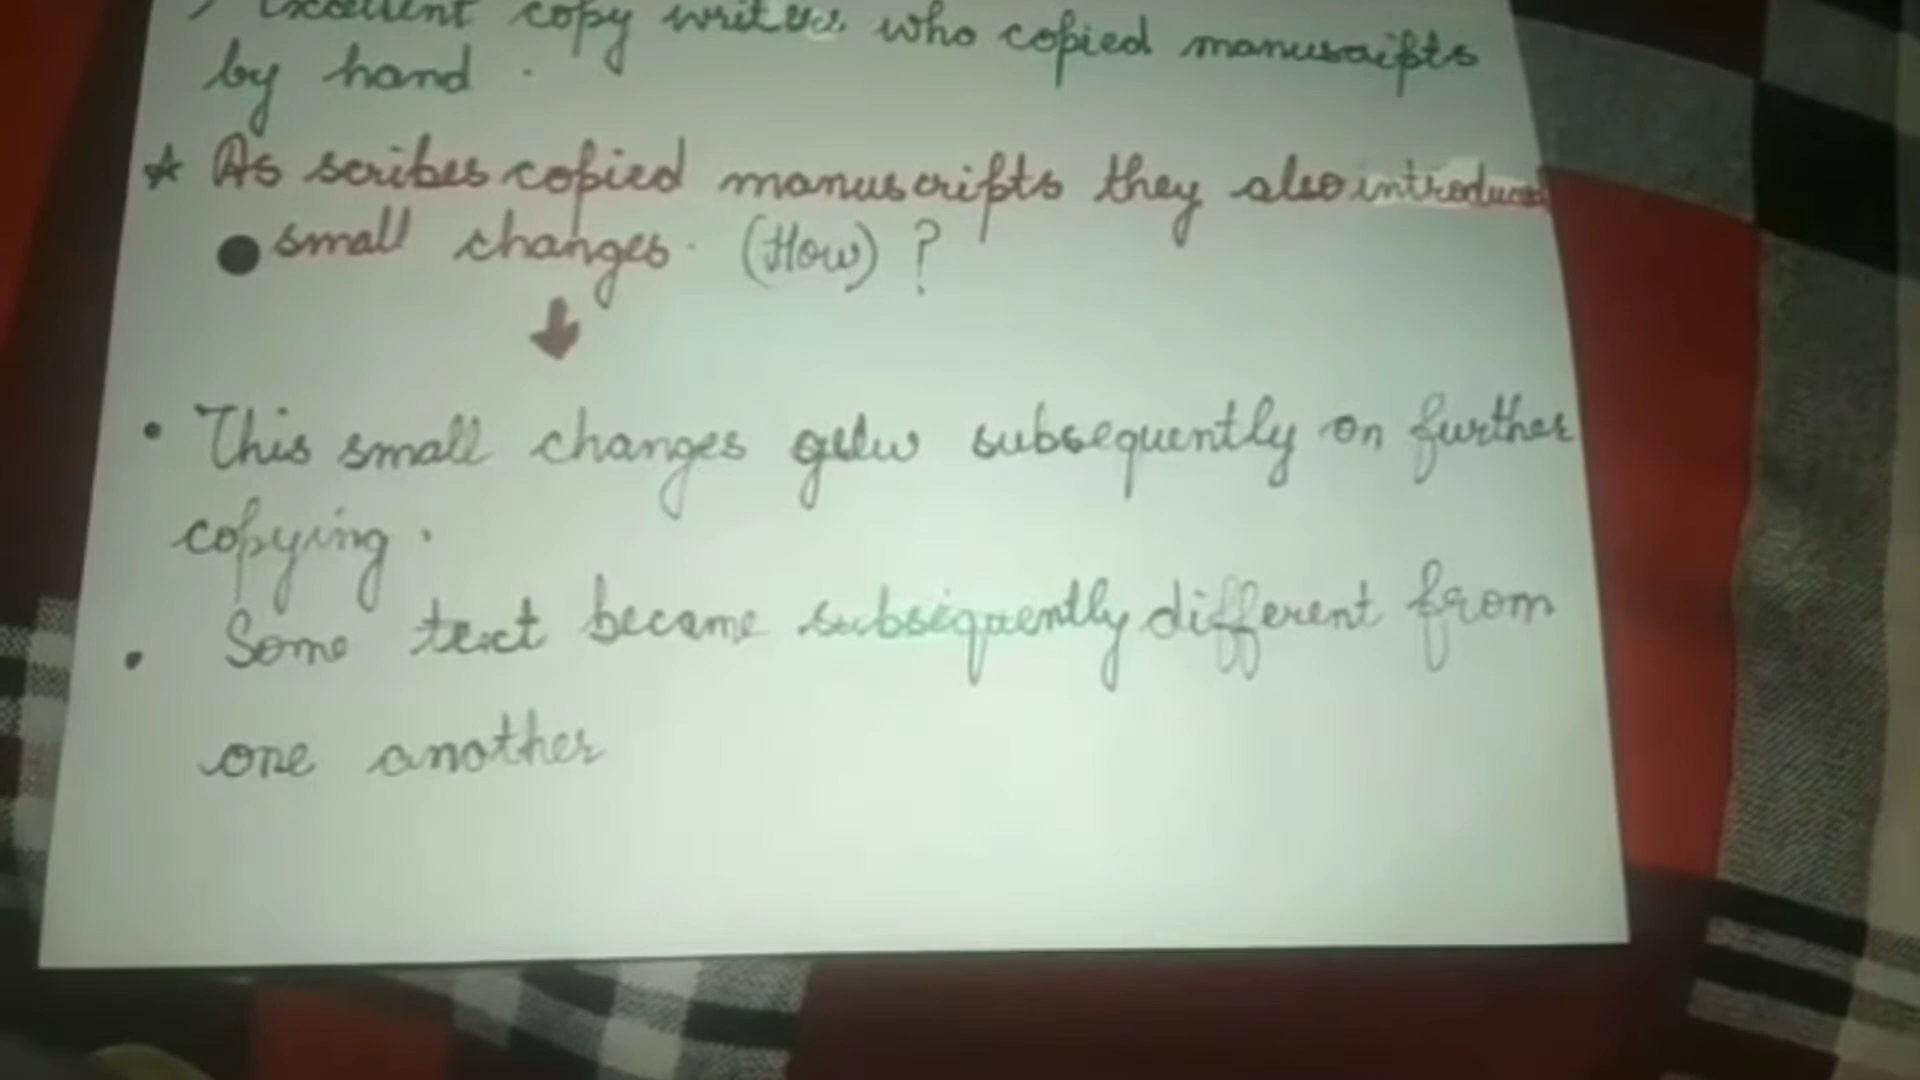 Excellent copy writers who copied manuscripts
by hand.
★ As scribes copied manuscripts they also introduced
● small changes. (How) ?
• This small changes grew subsequently on further
copying.
• Some text became subsequently different from
one another